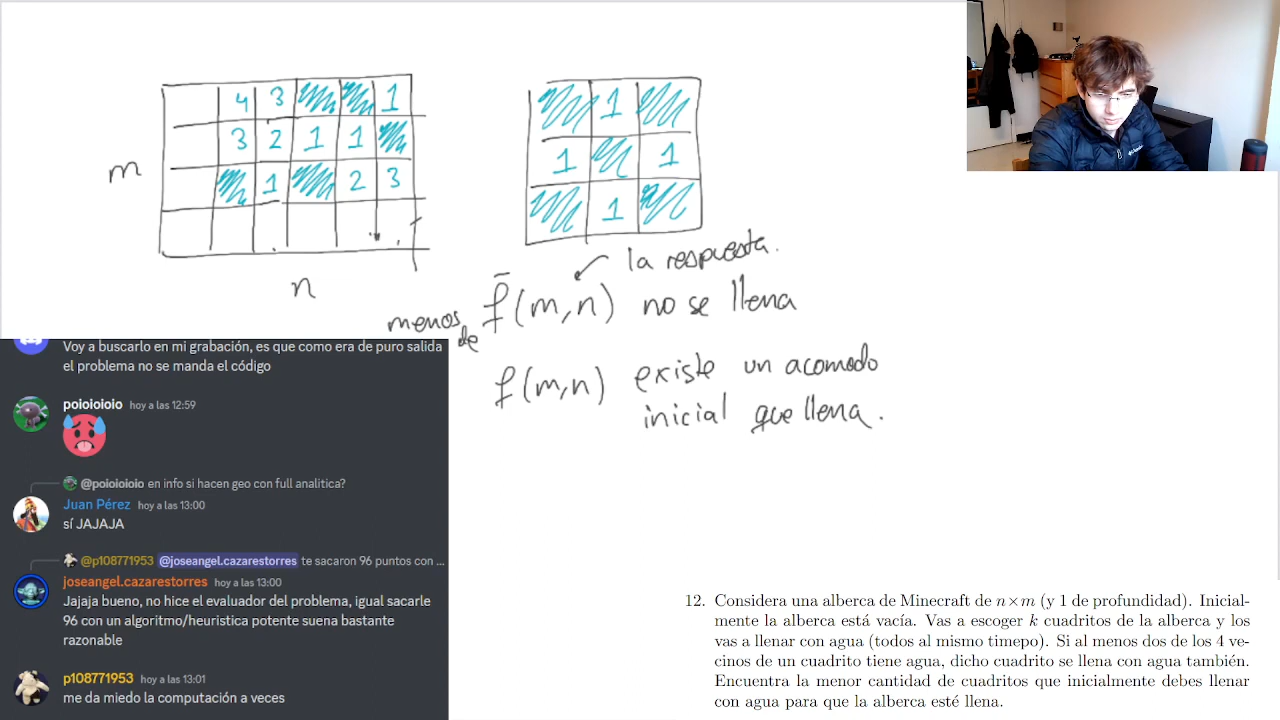 4 3 1
3 2 1 1
1 2 3
m
n
1
1 1
1
la respuesta.
menos de f̄(m,n) no se llena
f(m,n) existe un acomodo
inicial que llena.
Voy a buscarlo en mi grabación, es que como era de puro salida
el problema no se manda el código
poioioioio hoy a las 12:59
@poioioioio en info si hacen geo con full analitica?
Juan Pérez hoy a las 13:00
sí JAJAJA
@p108771953 @joseangel.cazarestorres te sacaron 96 puntos con ...
joseangel.cazarestorres hoy a las 13:00
Jajaja bueno, no hice el evaluador del problema, igual sacarle
96 con un algoritmo/heuristica potente suena bastante
razonable
p108771953 hoy a las 13:01
me da miedo la computación a veces
12. Considera una alberca de Minecraft de n×m (y 1 de profundidad). Inicial-
mente la alberca está vacía. Vas a escoger k cuadritos de la alberca y los
vas a llenar con agua (todos al mismo timepo). Si al menos dos de los 4 ve-
cinos de un cuadrito tiene agua, dicho cuadrito se llena con agua también.
Encuentra la menor cantidad de cuadritos que inicialmente debes llenar
con agua para que la alberca esté llena.